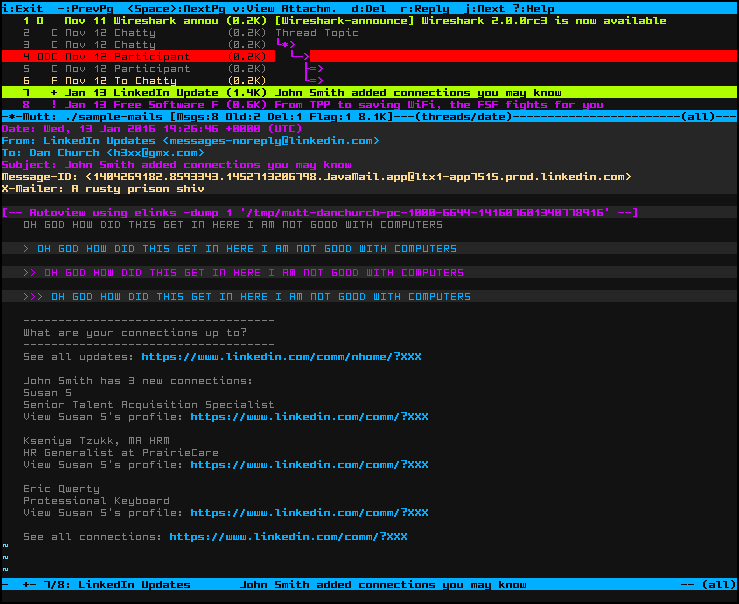 i:Exit  -:PrevPg  <Space>:NextPg v:View Attachm.  d:Del  r:Reply  j:Next ?:Help
1 O   Nov 11 Wireshark annou (0.2K) [Wireshark-announce] Wireshark 2.0.0rc3 is now available
2   C Nov 12 Chatty          (0.2K) Thread Topic
3   C Nov 12 Chatty          (0.2K) └*>
4 ODC Nov 12 Participant     (0.2K)   └─>
5   C Nov 12 Participant     (0.2K)     ├=>
6   F Nov 12 To Chatty       (0.2K)     └=>
7   + Jan 13 LinkedIn Update (1.4K) John Smith added connections you may know
8   ! Jan 13 Free Software F (0.6K) From TPP to saving WiFi, the FSF fights for you
-*-Mutt: ./sample-mails [Msgs:8 Old:2 Del:1 Flag:1 8.1K]---(threads/date)------------------------(all)---
Date: Wed, 13 Jan 2016 19:26:46 +0000 (UTC)
From: LinkedIn Updates <messages-noreply@linkedin.com>
To: Dan Church <h3xx@gmx.com>
Subject: John Smith added connections you may know
Message-ID: <1404269182.8593343.1452713206798.JavaMail.app@ltx1-app7515.prod.linkedin.com>
X-Mailer: A rusty prison shiv
[-- Autoview using elinks -dump 1 '/tmp/mutt-danchurch-pc-1000-6644-141607601340778916' --]
OH GOD HOW DID THIS GET IN HERE I AM NOT GOOD WITH COMPUTERS
> OH GOD HOW DID THIS GET IN HERE I AM NOT GOOD WITH COMPUTERS
>> OH GOD HOW DID THIS GET IN HERE I AM NOT GOOD WITH COMPUTERS
>>> OH GOD HOW DID THIS GET IN HERE I AM NOT GOOD WITH COMPUTERS
------------------------------------
What are your connections up to?
------------------------------------
See all updates: https://www.linkedin.com/comm/nhome/?XXX
John Smith has 3 new connections:
Susan S
Senior Talent Acquisition Specialist
View Susan S's profile: https://www.linkedin.com/comm/?XXX
Kseniya Tzukk, MA HRM
HR Generalist at PrairieCare
View Susan S's profile: https://www.linkedin.com/comm/?XXX
Eric Qwerty
Protessional Keyboard
View Susan S's profile: https://www.linkedin.com/comm/?XXX
See all connections: https://www.linkedin.com/comm/?XXX
~
~
~
-  +- 7/8: LinkedIn Updates       John Smith added connections you may know                      -- (all)